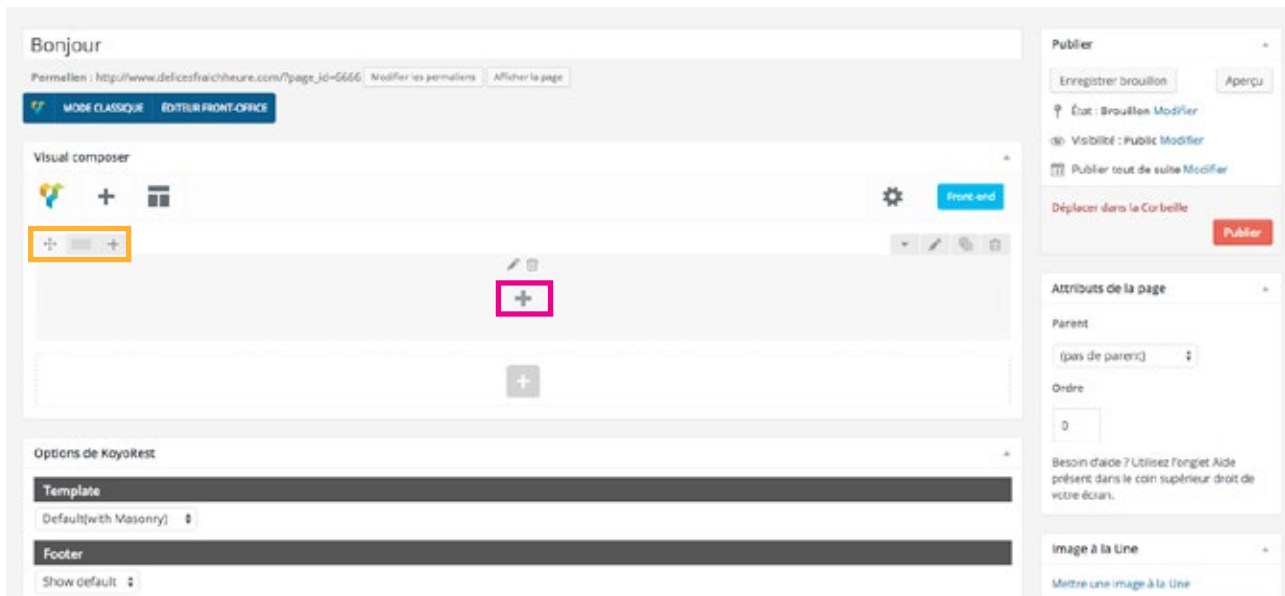 Bonjour
Permalien : http://www.delicesfraichheure.com/?page_id=5666 Modifier les permaliens Afficher la page
MODE CLASSIQUE ÉDITEUR FRONT-OFFICE
Visual composer
Front-end
Options de KoyoRest
Template
Default(with Masonry)
Footer
Show default
Publier
Enregistrer brouillon Aperçu
État : Brouillon Modifier
Visibilité : Public Modifier
Publier tout de suite Modifier
Déplacer dans la Corbeille
Publier
Attributs de la page
Parent
(pas de parent)
Ordre
0
Besoin d'aide ? Utilisez l'onglet Aide
présent dans le coin supérieur droit de
votre écran.
Image à la Une
Mettre une image à la Une